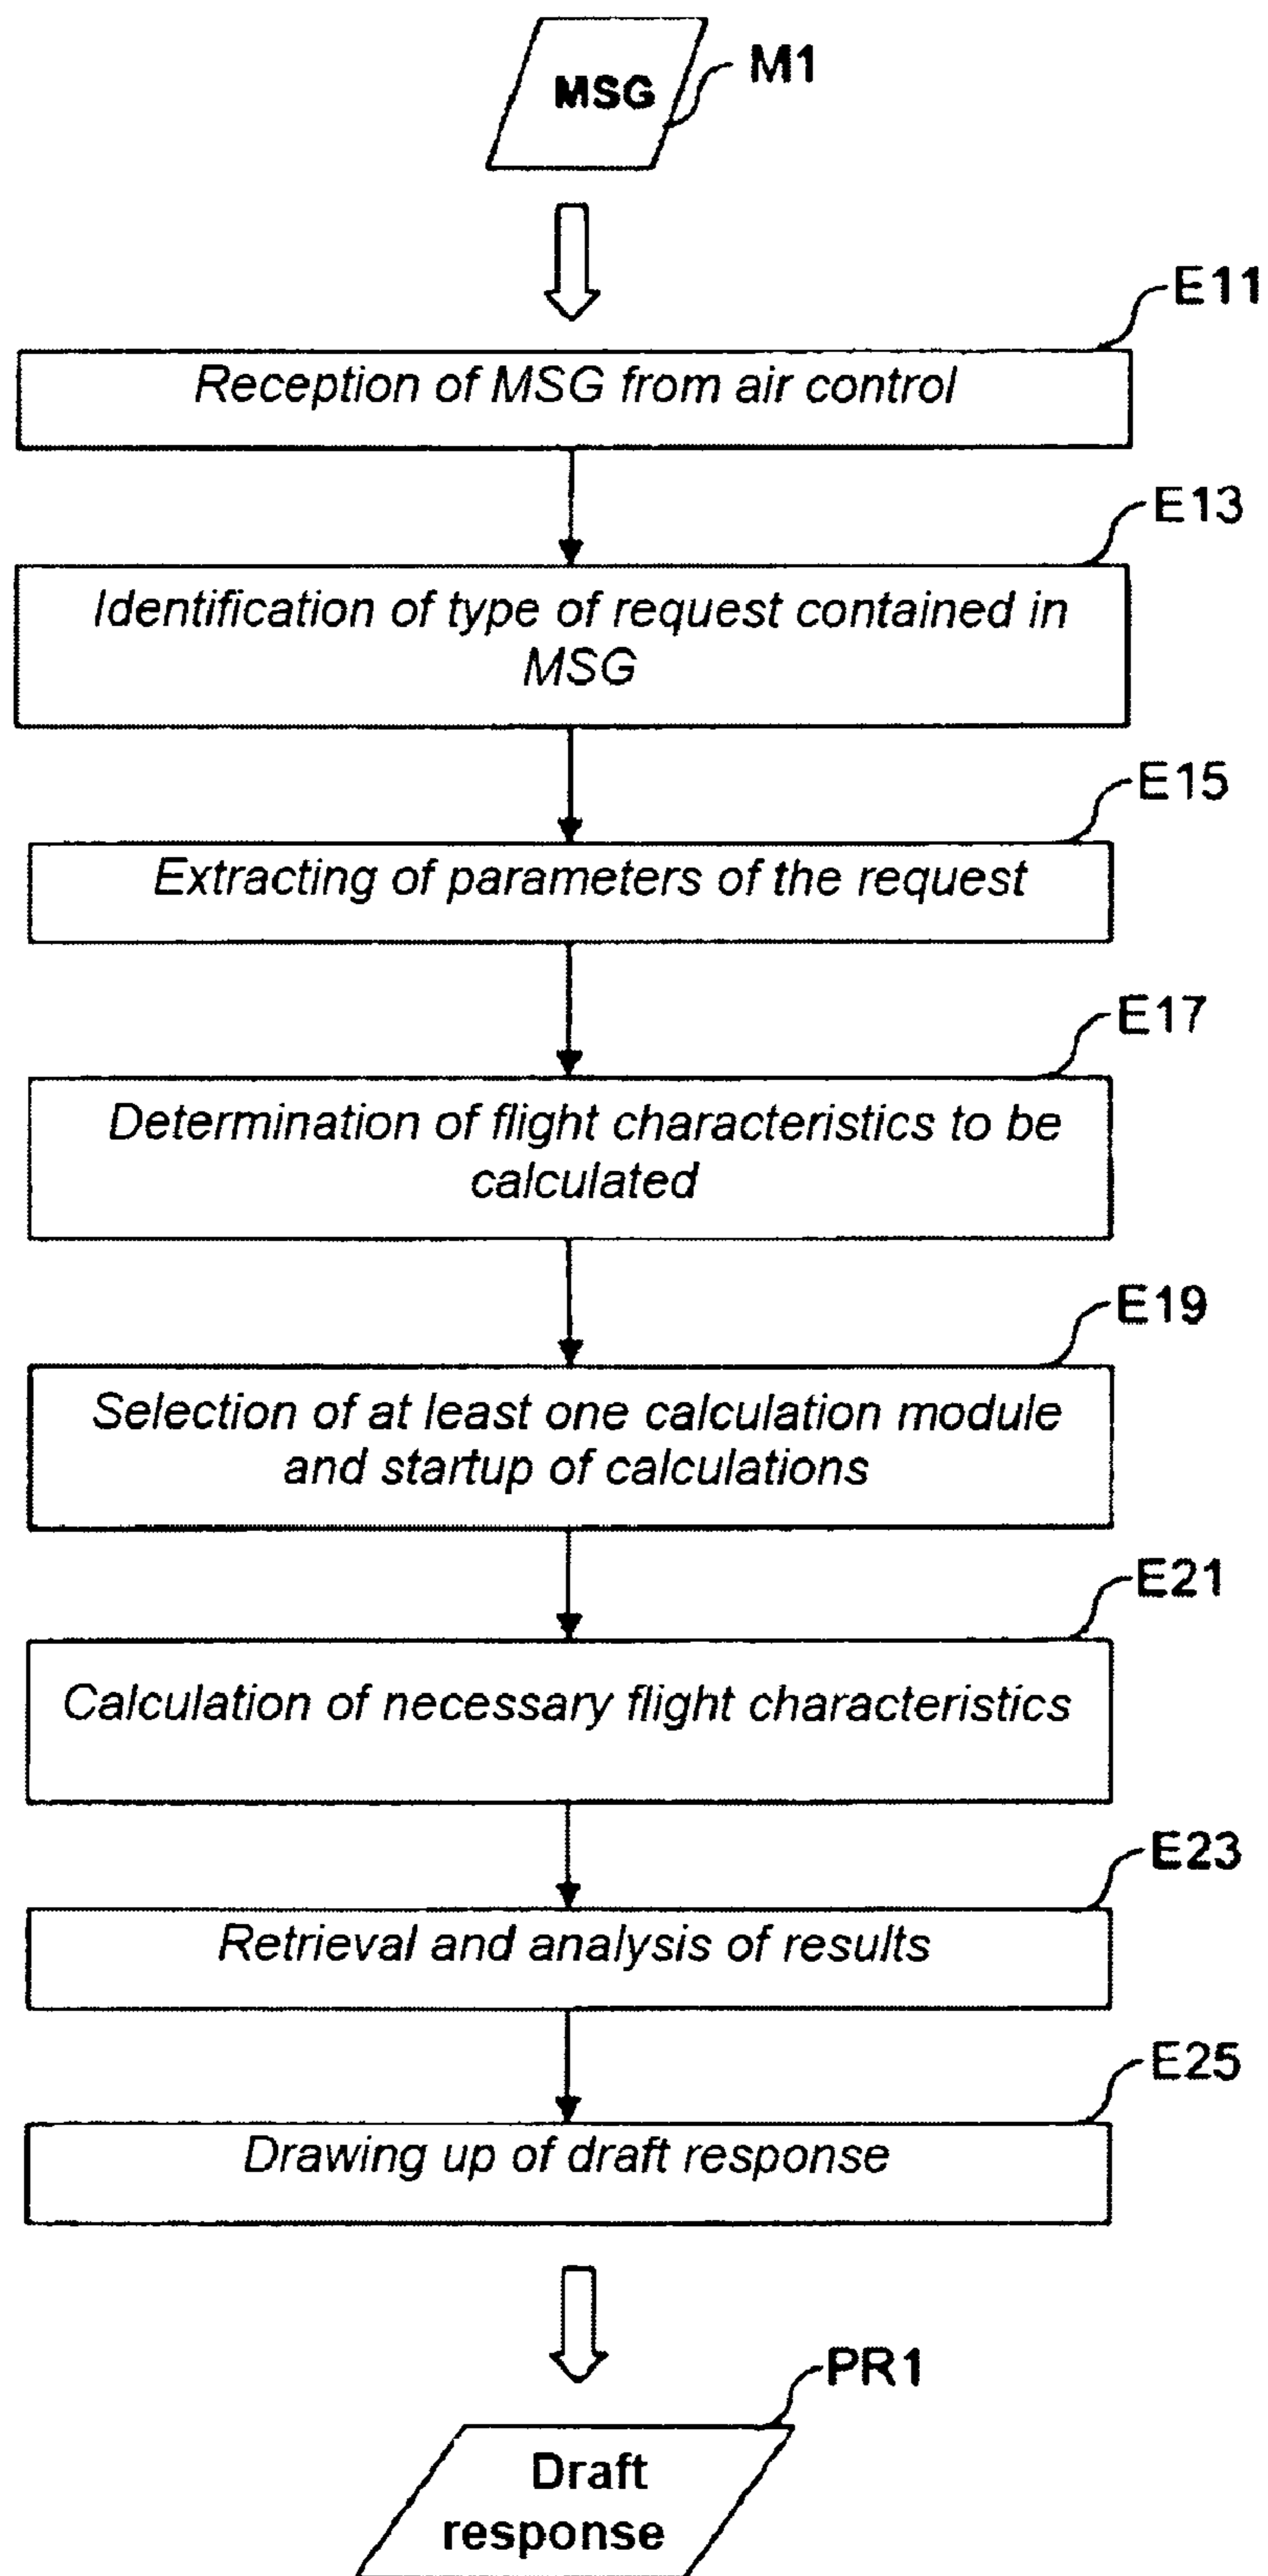 MSG
M1
E11
Reception of MSG from air control
E13
Identification of type of request contained in
MSG
E15
Extracting of parameters of the request
E17
Determination of flight characteristics to be
calculated
E19
Selection of at least one calculation module
and startup of calculations
E21
Calculation of necessary flight characteristics
E23
Retrieval and analysis of results
E25
Drawing up of draft response
PR1
Draft
response